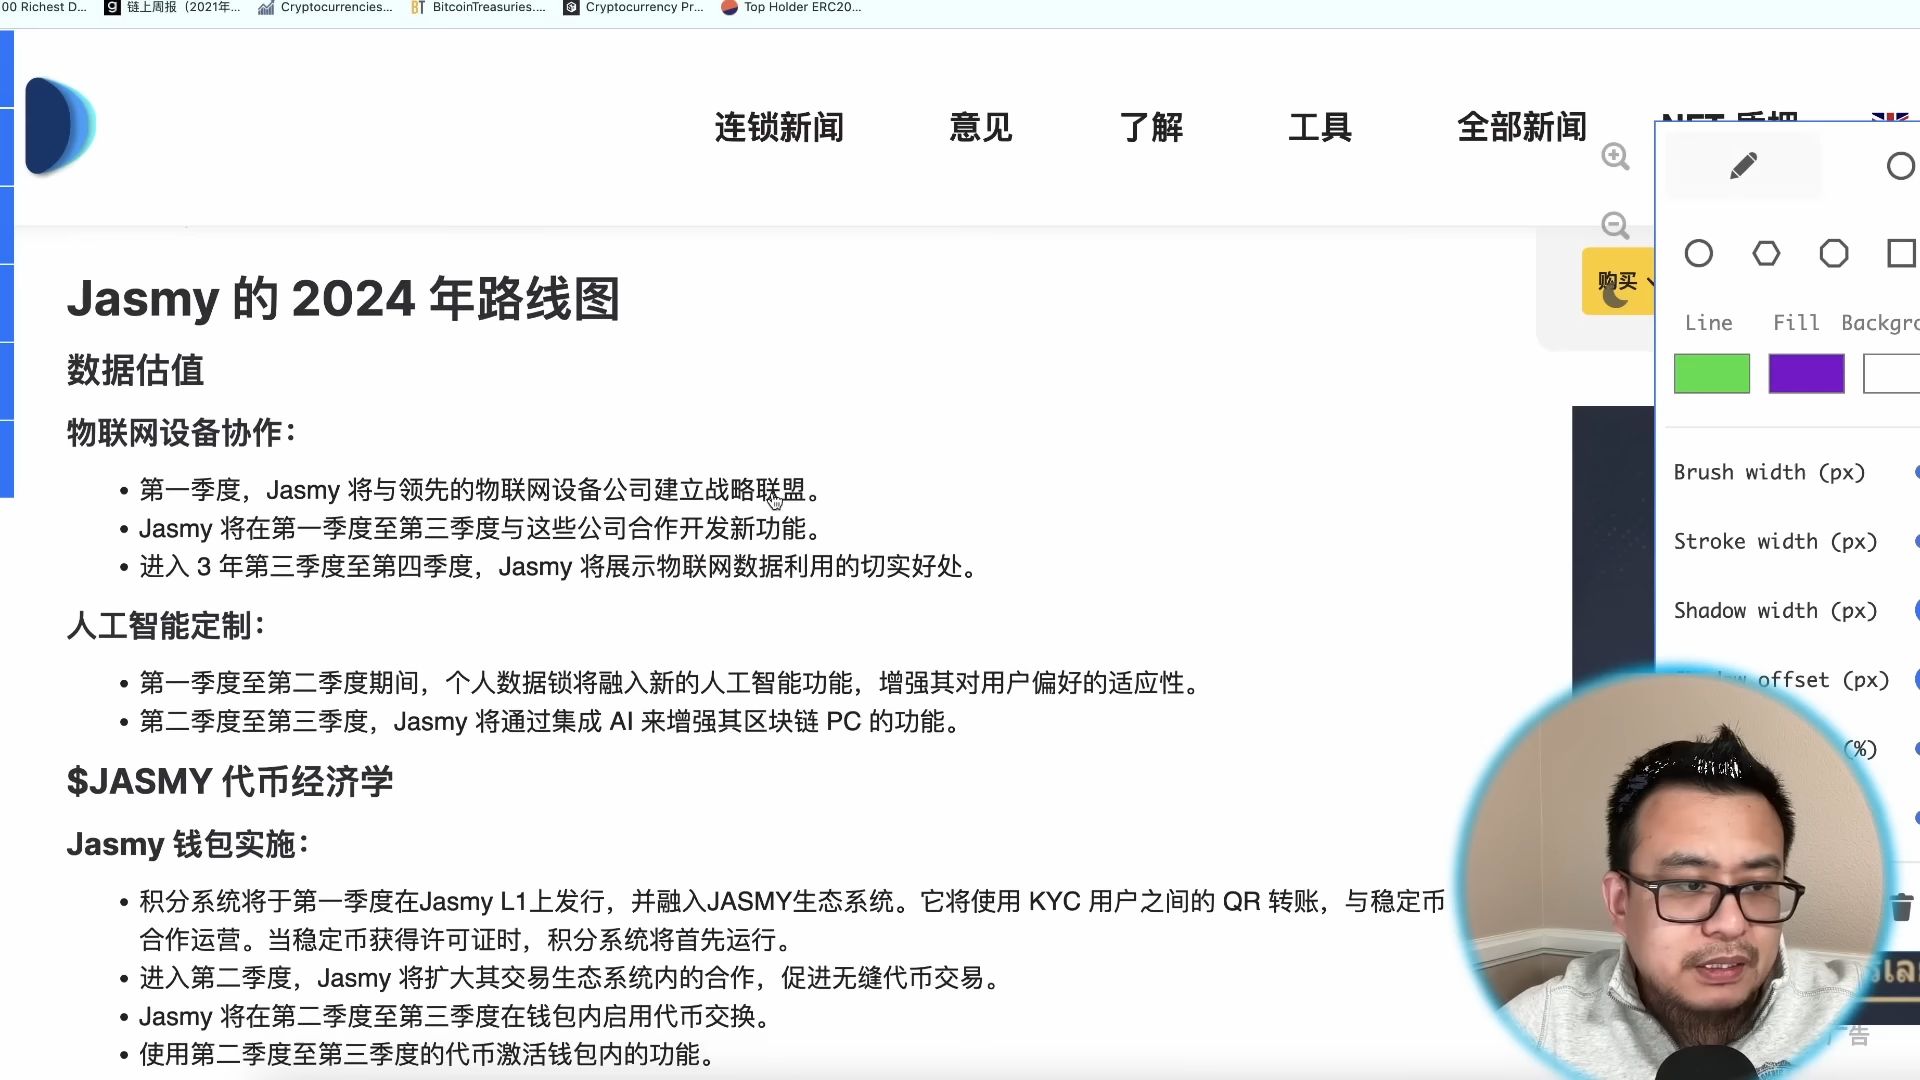 00 Richest D...
链上周报（2021年...
Cryptocurrencies...
BitcoinTreasuries....
Cryptocurrency Pr...
Top Holder ERC20...
连锁新闻
意见
了解
工具
全部新闻
购买
Jasmy 的 2024 年路线图
数据估值
物联网设备协作：
第一季度，Jasmy 将与领先的物联网设备公司建立战略联盟。
Jasmy 将在第一季度至第三季度与这些公司合作开发新功能。
进入 3 年第三季度至第四季度，Jasmy 将展示物联网数据利用的切实好处。
人工智能定制：
第一季度至第二季度期间，个人数据锁将融入新的人工智能功能，增强其对用户偏好的适应性。
第二季度至第三季度，Jasmy 将通过集成 AI 来增强其区块链 PC 的功能。
$JASMY 代币经济学
Jasmy 钱包实施：
积分系统将于第一季度在Jasmy L1上发行，并融入JASMY生态系统。它将使用 KYC 用户之间的 QR 转账，与稳定币
合作运营。当稳定币获得许可证时，积分系统将首先运行。
进入第二季度，Jasmy 将扩大其交易生态系统内的合作，促进无缝代币交易。
Jasmy 将在第二季度至第三季度在钱包内启用代币交换。
使用第二季度至第三季度的代币激活钱包内的功能。
Line Fill Backgro
Brush width (px)
Stroke width (px)
Shadow width (px)
offset (px)
(%)
广告